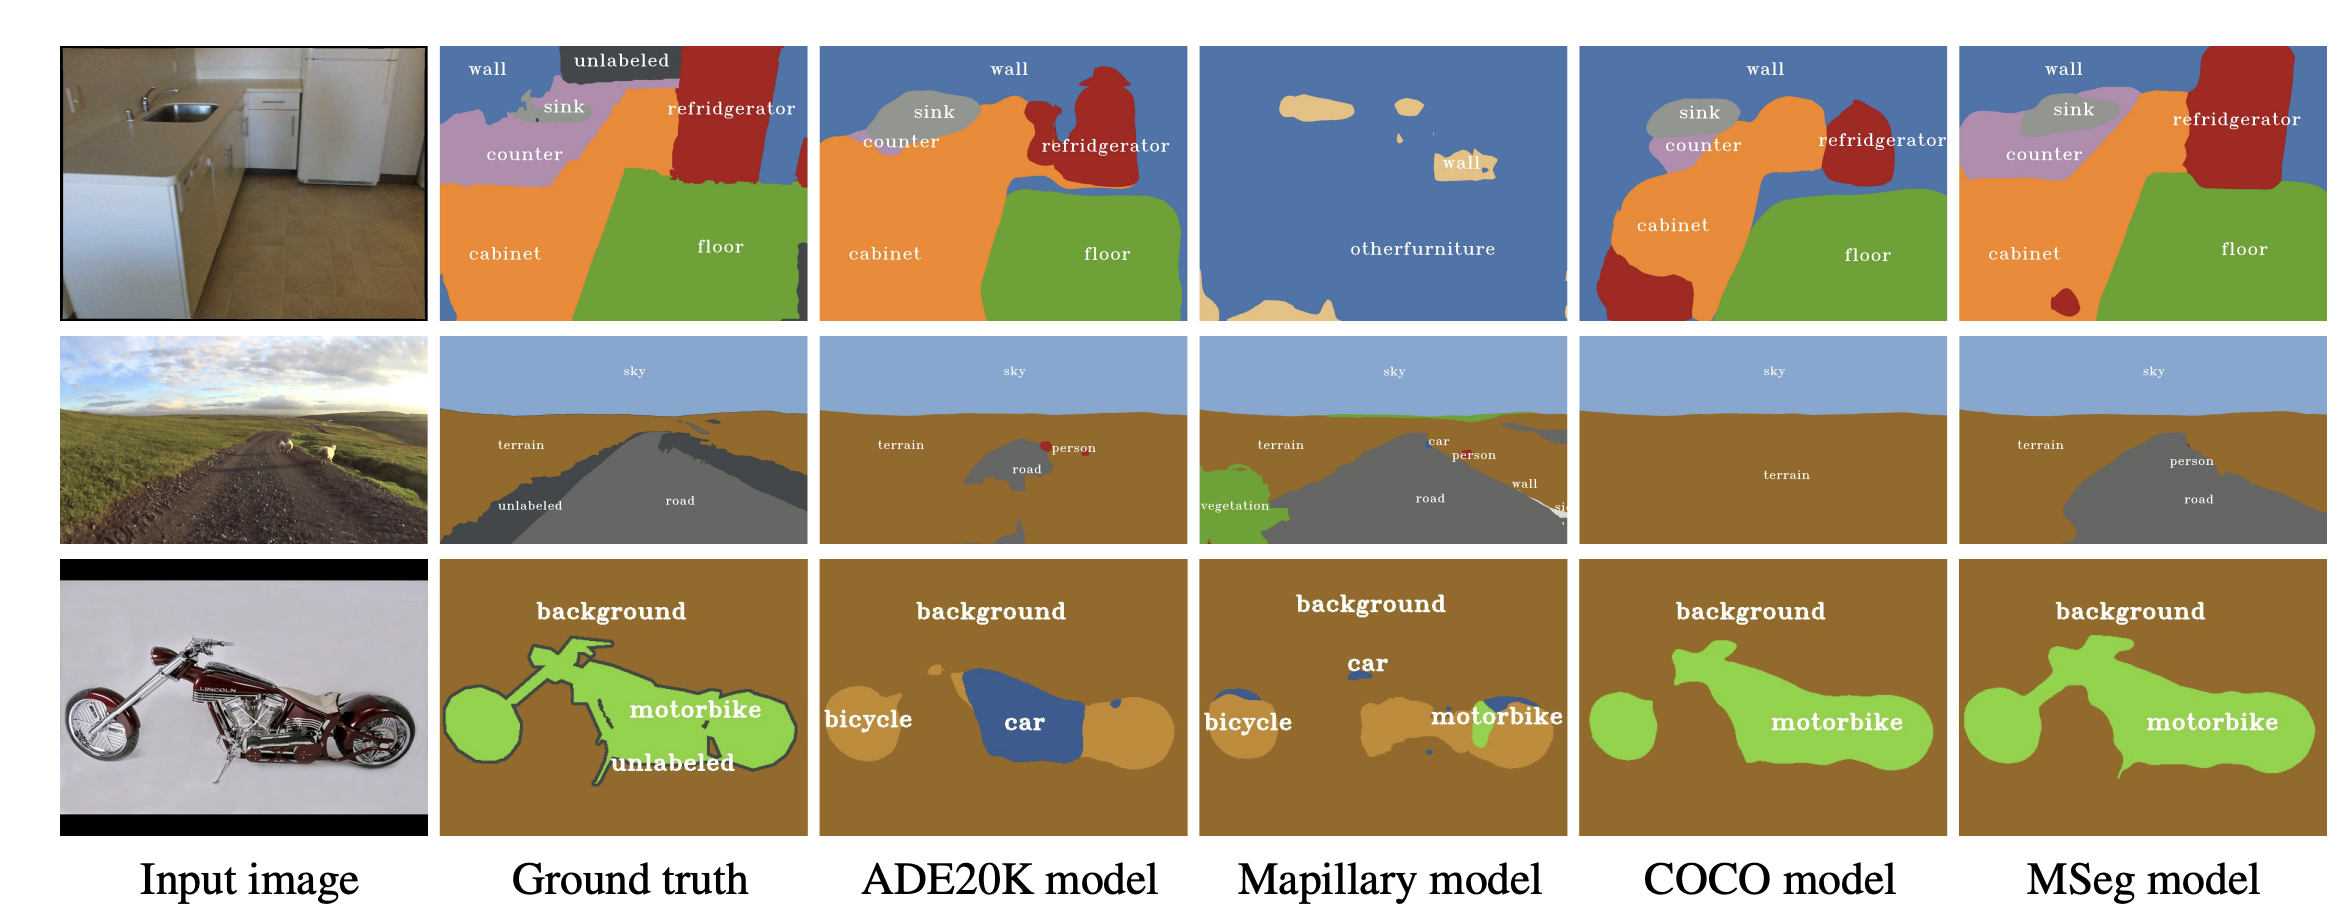 wall
unlabeled
sink
refridgerator
counter
cabinet
floor
wall
sink
counter
refridgerator
cabinet
floor
wall
otherfurniture
wall
sink
counter
refridgerator
cabinet
floor
wall
sink
refridgerator
counter
cabinet
floor
sky
terrain
unlabeled
road
sky
terrain
person
road
sky
terrain
car
person
wall
road
vegetation
si
sky
terrain
sky
terrain
person
road
LINCOLN
background
motorbike
unlabeled
background
bicycle
car
background
car
bicycle
motorbike
background
motorbike
background
motorbike
Input image
Ground truth
ADE20K model
Mapillary model
COCO model
MSeg model